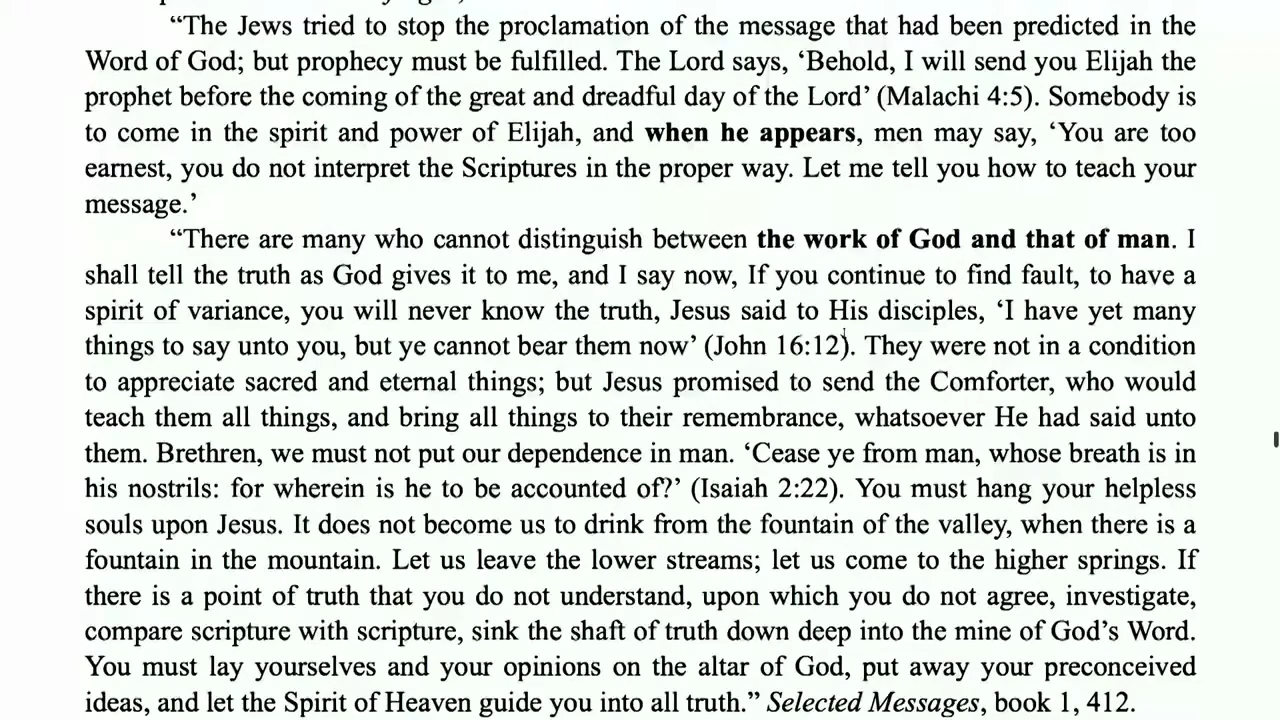 “The Jews tried to stop the proclamation of the message that had been predicted in the
Word of God; but prophecy must be fulfilled. The Lord says, ‘Behold, I will send you Elijah the
prophet before the coming of the great and dreadful day of the Lord’ (Malachi 4:5). Somebody is
to come in the spirit and power of Elijah, and when he appears, men may say, ‘You are too
earnest, you do not interpret the Scriptures in the proper way. Let me tell you how to teach your
message.’
“There are many who cannot distinguish between the work of God and that of man. I
shall tell the truth as God gives it to me, and I say now, If you continue to find fault, to have a
spirit of variance, you will never know the truth, Jesus said to His disciples, ‘I have yet many
things to say unto you, but ye cannot bear them now’ (John 16:12). They were not in a condition
to appreciate sacred and eternal things; but Jesus promised to send the Comforter, who would
teach them all things, and bring all things to their remembrance, whatsoever He had said unto
them. Brethren, we must not put our dependence in man. ‘Cease ye from man, whose breath is in
his nostrils: for wherein is he to be accounted of?’ (Isaiah 2:22). You must hang your helpless
souls upon Jesus. It does not become us to drink from the fountain of the valley, when there is a
fountain in the mountain. Let us leave the lower streams; let us come to the higher springs. If
there is a point of truth that you do not understand, upon which you do not agree, investigate,
compare scripture with scripture, sink the shaft of truth down deep into the mine of God’s Word.
You must lay yourselves and your opinions on the altar of God, put away your preconceived
ideas, and let the Spirit of Heaven guide you into all truth.” Selected Messages, book 1, 412.